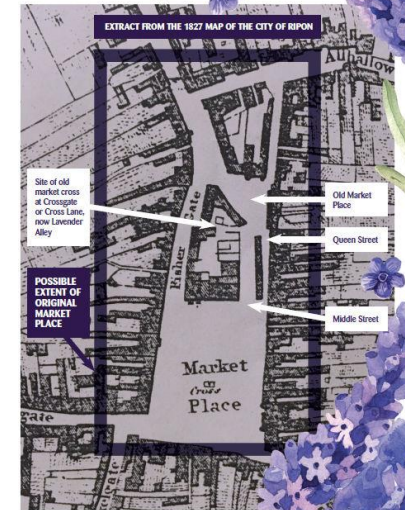 EXTRACT FROM THE 1827 MAP OF THE CITY OF RIPON
Site of old
market cross
at Crossgate
or Cross Lane,
now Lavender
Alley
Old Market
Place
Queen Street
Fisher Gate
POSSIBLE
EXTENT OF
ORIGINAL
MARKET
PLACE
Middle Street
Market
Cross
Place
gate